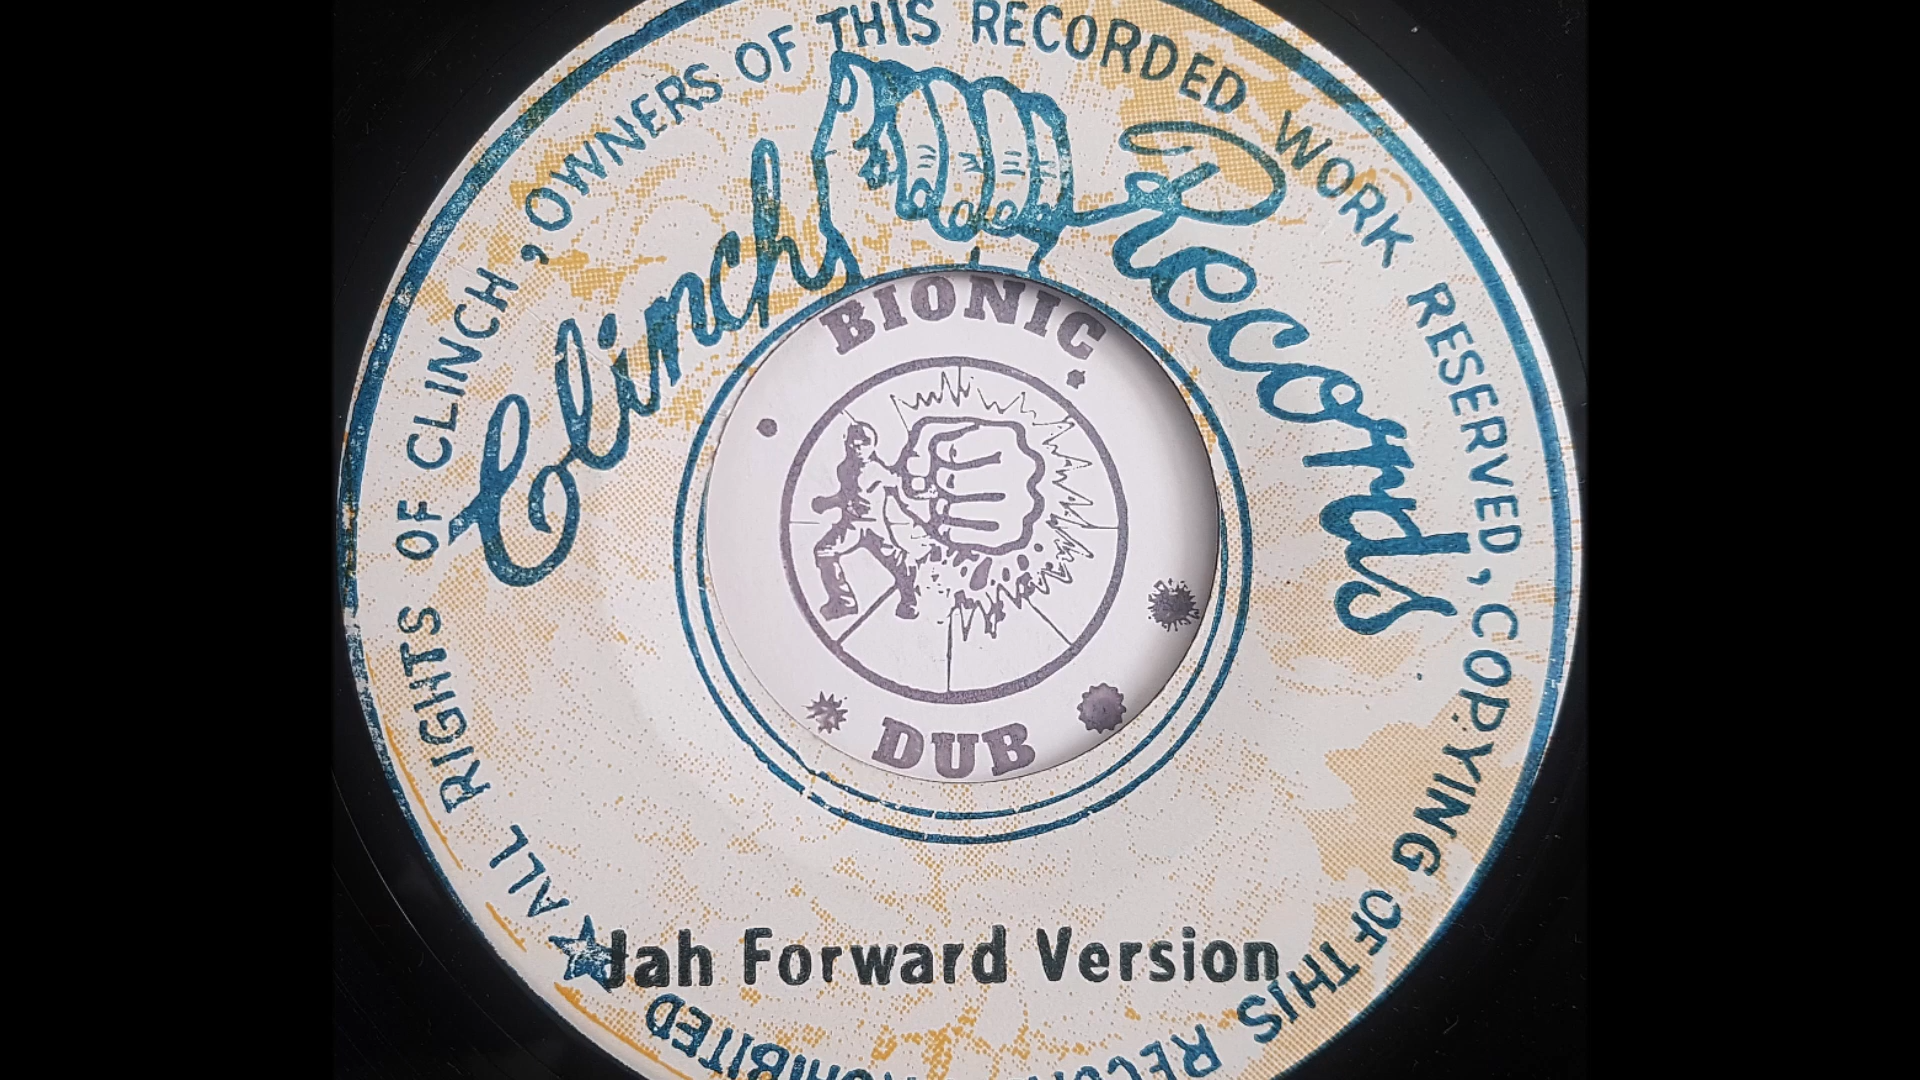 ★ ALL RIGHTS OF CLINCH, OWNERS OF THIS RECORDED WORK RESERVED, COPYING OF THIS
Clinch Records
BIONIC
DUB
Jah Forward Version